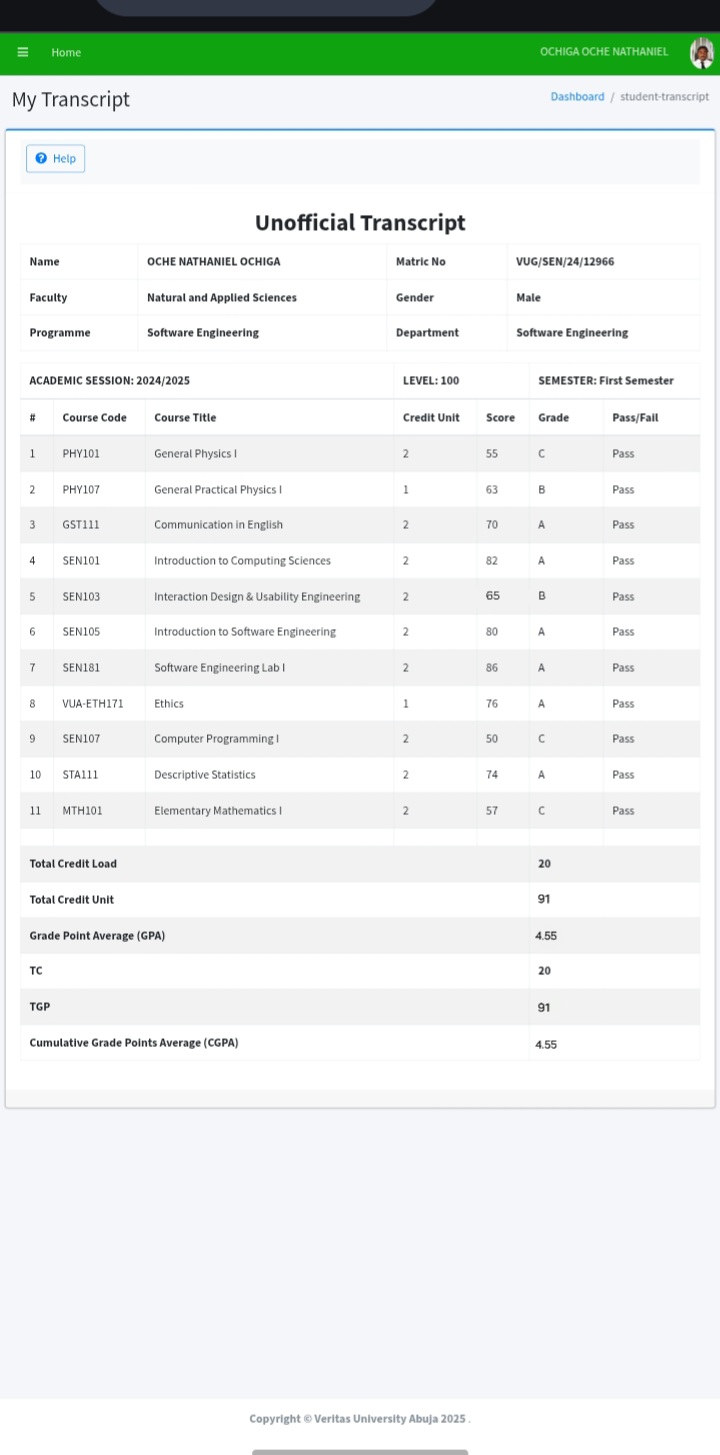 Home OCHIGA OCHE NATHANIEL
My Transcript Dashboard / student-transcript
Help
Unofficial Transcript
Name OCHE NATHANIEL OCHIGA Matric No VUG/SEN/24/12966
Faculty Natural and Applied Sciences Gender Male
Programme Software Engineering Department Software Engineering
ACADEMIC SESSION: 2024/2025 LEVEL: 100 SEMESTER: First Semester
# Course Code Course Title Credit Unit Score Grade Pass/Fail
1 PHY101 General Physics I 2 55 C Pass
2 PHY107 General Practical Physics I 1 63 B Pass
3 GST111 Communication in English 2 70 A Pass
4 SEN101 Introduction to Computing Sciences 2 82 A Pass
5 SEN103 Interaction Design & Usability Engineering 2 65 B Pass
6 SEN105 Introduction to Software Engineering 2 80 A Pass
7 SEN181 Software Engineering Lab I 2 86 A Pass
8 VUA-ETH171 Ethics 1 76 A Pass
9 SEN107 Computer Programming I 2 50 C Pass
10 STA111 Descriptive Statistics 2 74 A Pass
11 MTH101 Elementary Mathematics I 2 57 C Pass
Total Credit Load 20
Total Credit Unit 91
Grade Point Average (GPA) 4.55
TC 20
TGP 91
Cumulative Grade Points Average (CGPA) 4.55
Copyright © Veritas University Abuja 2025 .